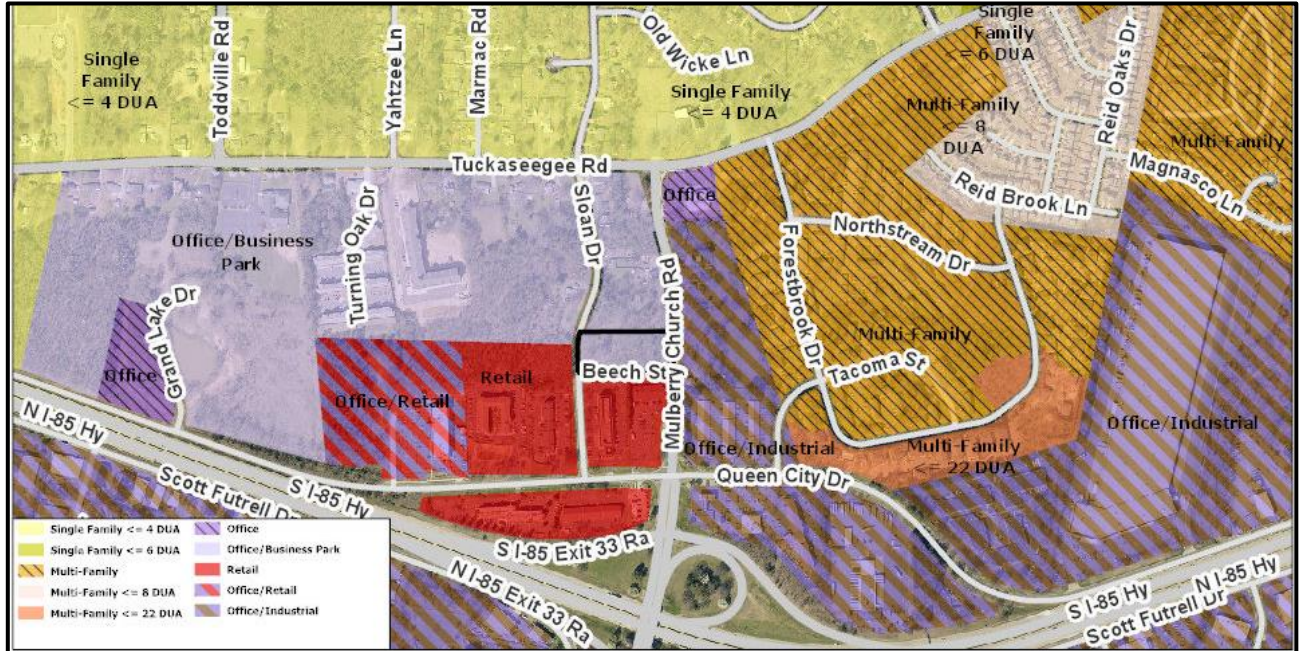 Toddville Rd
Yahtzee Ln
Marmac Rd
Old Wicke Ln
Single
Family
<= 6 DUA
Reid Oaks Dr
Single
Family
<= 4 DUA
Single Family
<= 4 DUA
Multi-Family
<= 8
DUA
Multi-Family
Tuckaseegee Rd
Magnasco Ln
Sloan Dr
Office
Reid Brook Ln
Office/Business
Park
Turning Oak Dr
Mulberry Church Rd
Forestbrook Dr
Northstream Dr
Grand Lake Dr
Multi-Family
Office
Retail
Beech St
Tacoma St
Office/Retail
Office/Industrial
Office/Industrial
Multi-Family
<= 22 DUA
N I-85 Hy
S I-85 Hy
Queen City Dr
Scott Futrell Dr
S I-85 Exit 33 Ra
N I-85 Exit 33 Ra
S I-85 Hy
N I-85 Hy
Scott Futrell Dr
Single Family <= 4 DUA
Single Family <= 6 DUA
Multi-Family
Multi-Family <= 8 DUA
Multi-Family <= 22 DUA
Office
Office/Business Park
Retail
Office/Retail
Office/Industrial